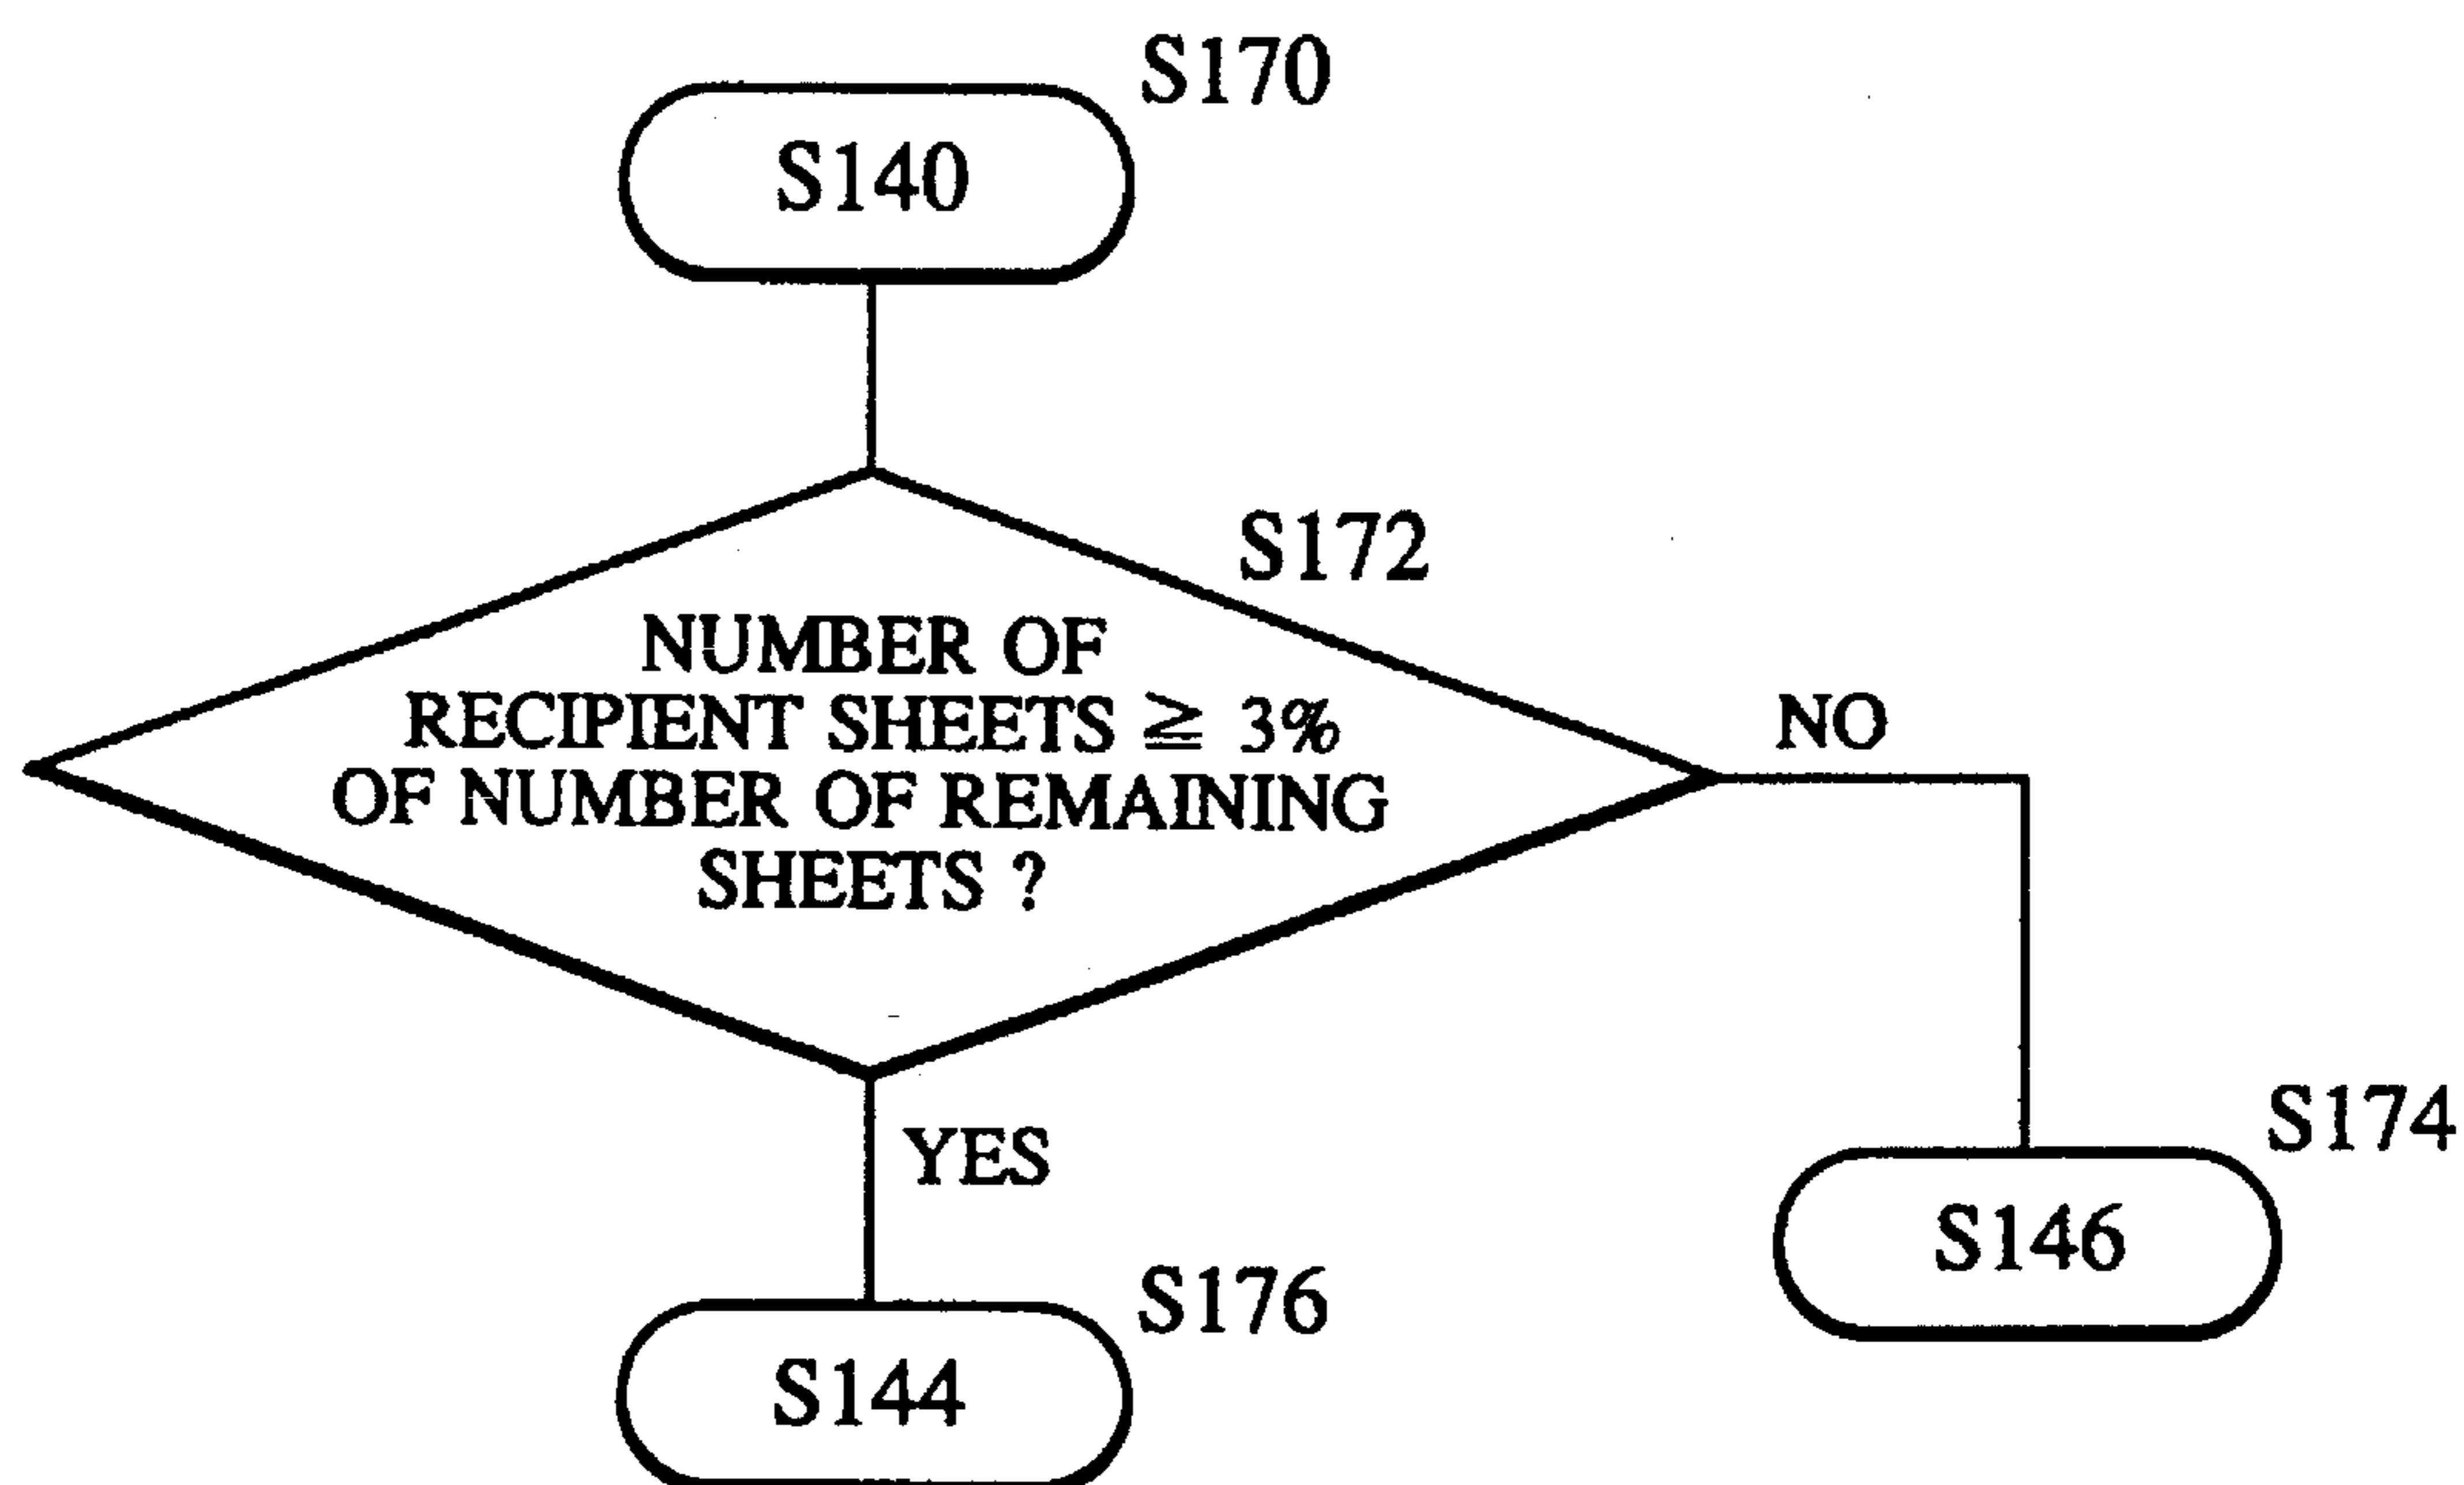 S170
S140
S172
NUMBER OF
RECIPIENT SHEETS ≧ 3%
OF NUMBER OF REMAINING
SHEETS ?
NO
YES
S174
S146
S176
S144